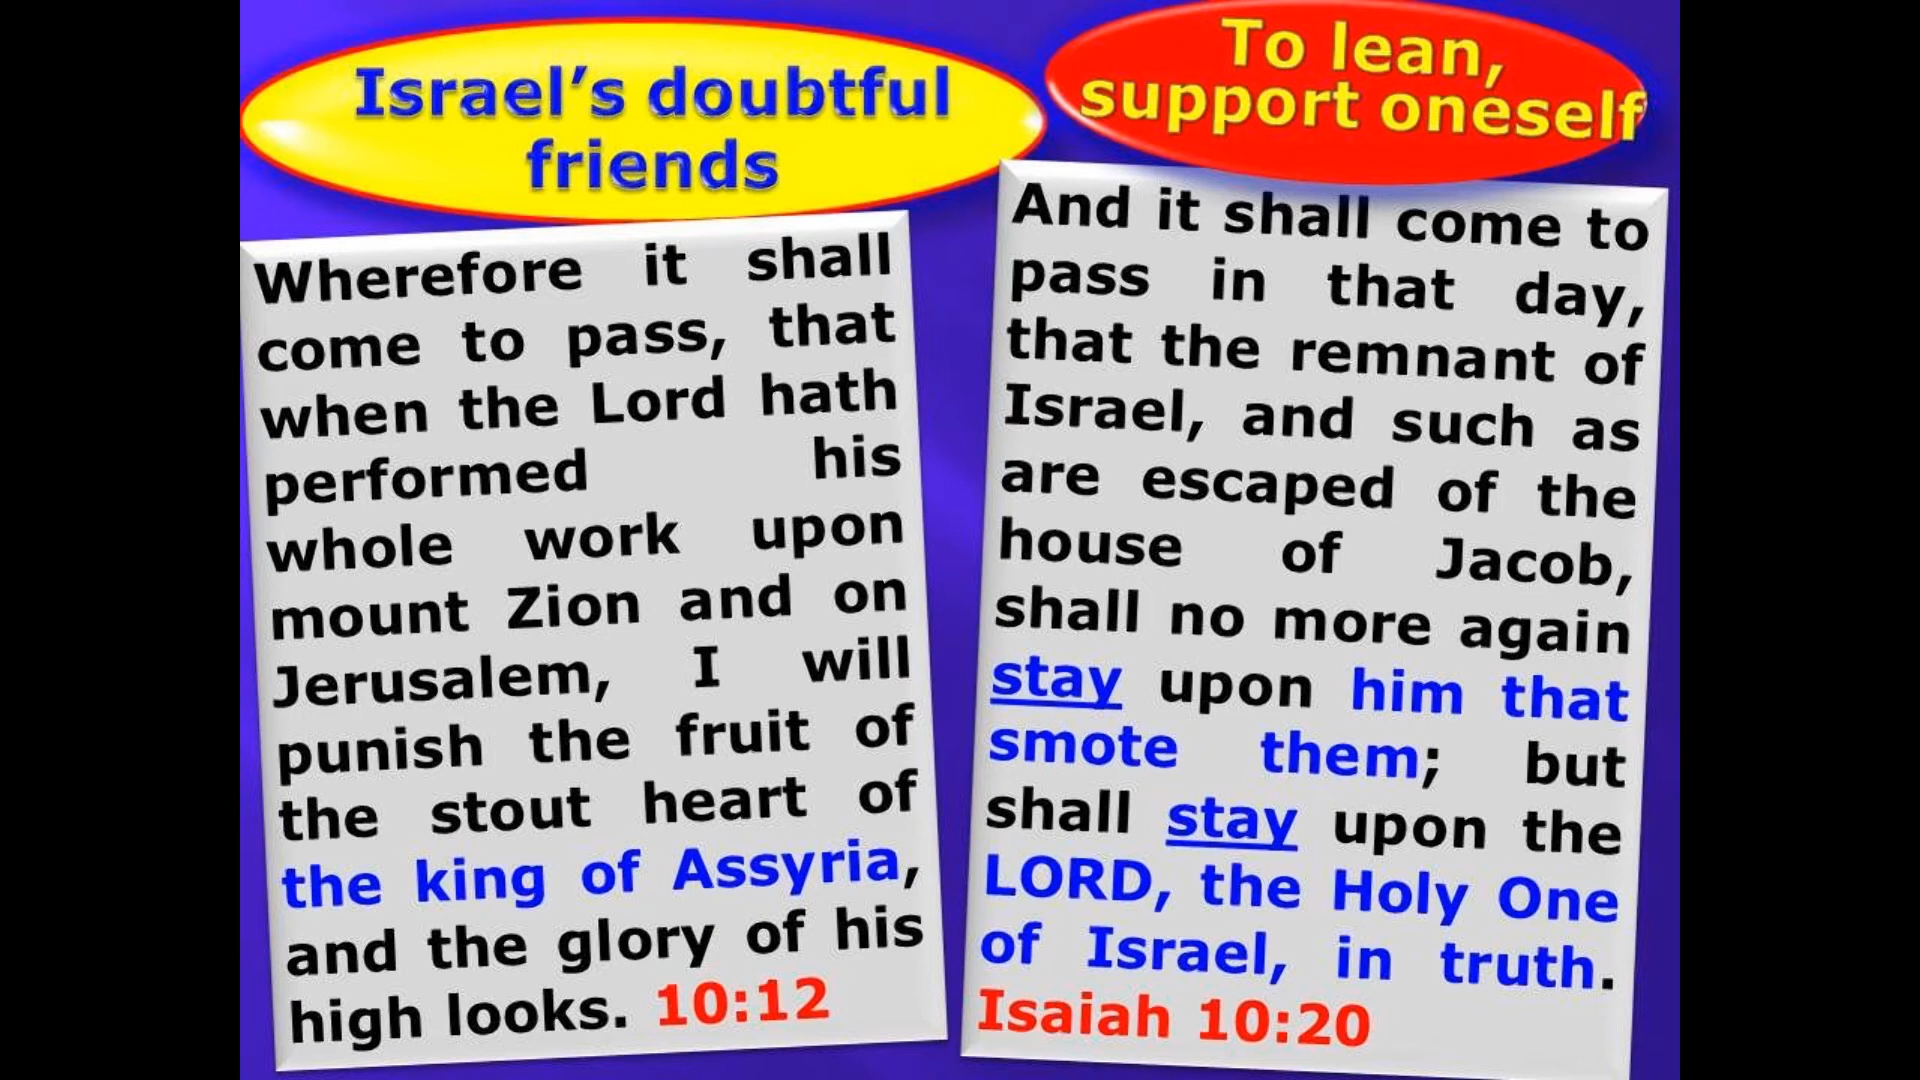 Israel's doubtful
friends
Wherefore it shall
come to pass, that
when the Lord hath
performed his
whole work upon
mount Zion and on
Jerusalem, I will
punish the fruit of
the stout heart of
the king of Assyria,
and the glory of his
high looks. 10:12
To lean,
support oneself
And it shall come to
pass in that day,
that the remnant of
Israel, and such as
are escaped of the
house of Jacob,
shall no more again
stay upon him that
smote them; but
shall stay upon the
LORD, the Holy One
of Israel, in truth.
Isaiah 10:20